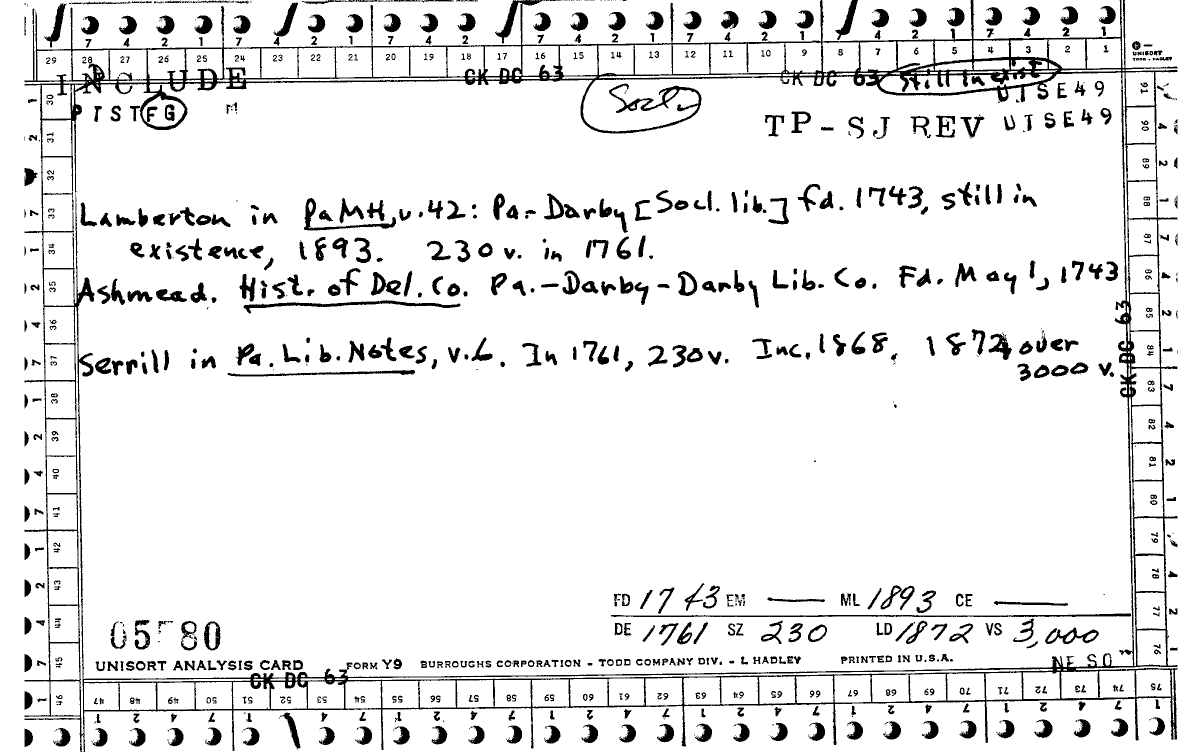 7 4 2 1 7 4 2 1 7 4 2 1 7 4 2 1 7 4 2 1 7 4 2 1
29 28 27 26 25 24 23 22 21 20 19 18 17 16 15 14 13 12 11 10 9 8 7 6 5 4 3 2 1
UNISORT
TODD - HADLEY
INCLUDE
CK DC 63
CK DC 63
Still in exist
PTST FG
M
Socl
UTSE49
TP-SJ REV UTSE49
Lamberton in PaMH, v.42: Pa-Darby [Socl. lib.] fd. 1743, still in
existence, 1893. 230 v. in 1761.
Ashmead. Hist. of Del. Co. Pa.-Darby-Darby Lib. Co. Fd. May 1, 1743
Serrill in Pa. Lib. Notes, v.6. In 1761, 230 v. Inc. 1868. 1872, over
3000 v.
CK DC 63
FD 1743 EM — ML 1893 CE —
DE 1761 SZ 230 LD 1872 VS 3,000
05 80
UNISORT ANALYSIS CARD FORM Y9 BURROUGHS CORPORATION - TODD COMPANY DIV. - L HADLEY PRINTED IN U.S.A.
CK DC 63
NE SO
30 31 32 33 34 35 36 37 38 39 40 41 42 43 44 45 46
47 48 49 50 51 52 53 54 55 56 57 58 59 60 61 62 63 64 65 66 67 68 69 70 71 72 73 74 75
76 77 78 79 80 81 82 83 84 85 86 87 88 89 90 91